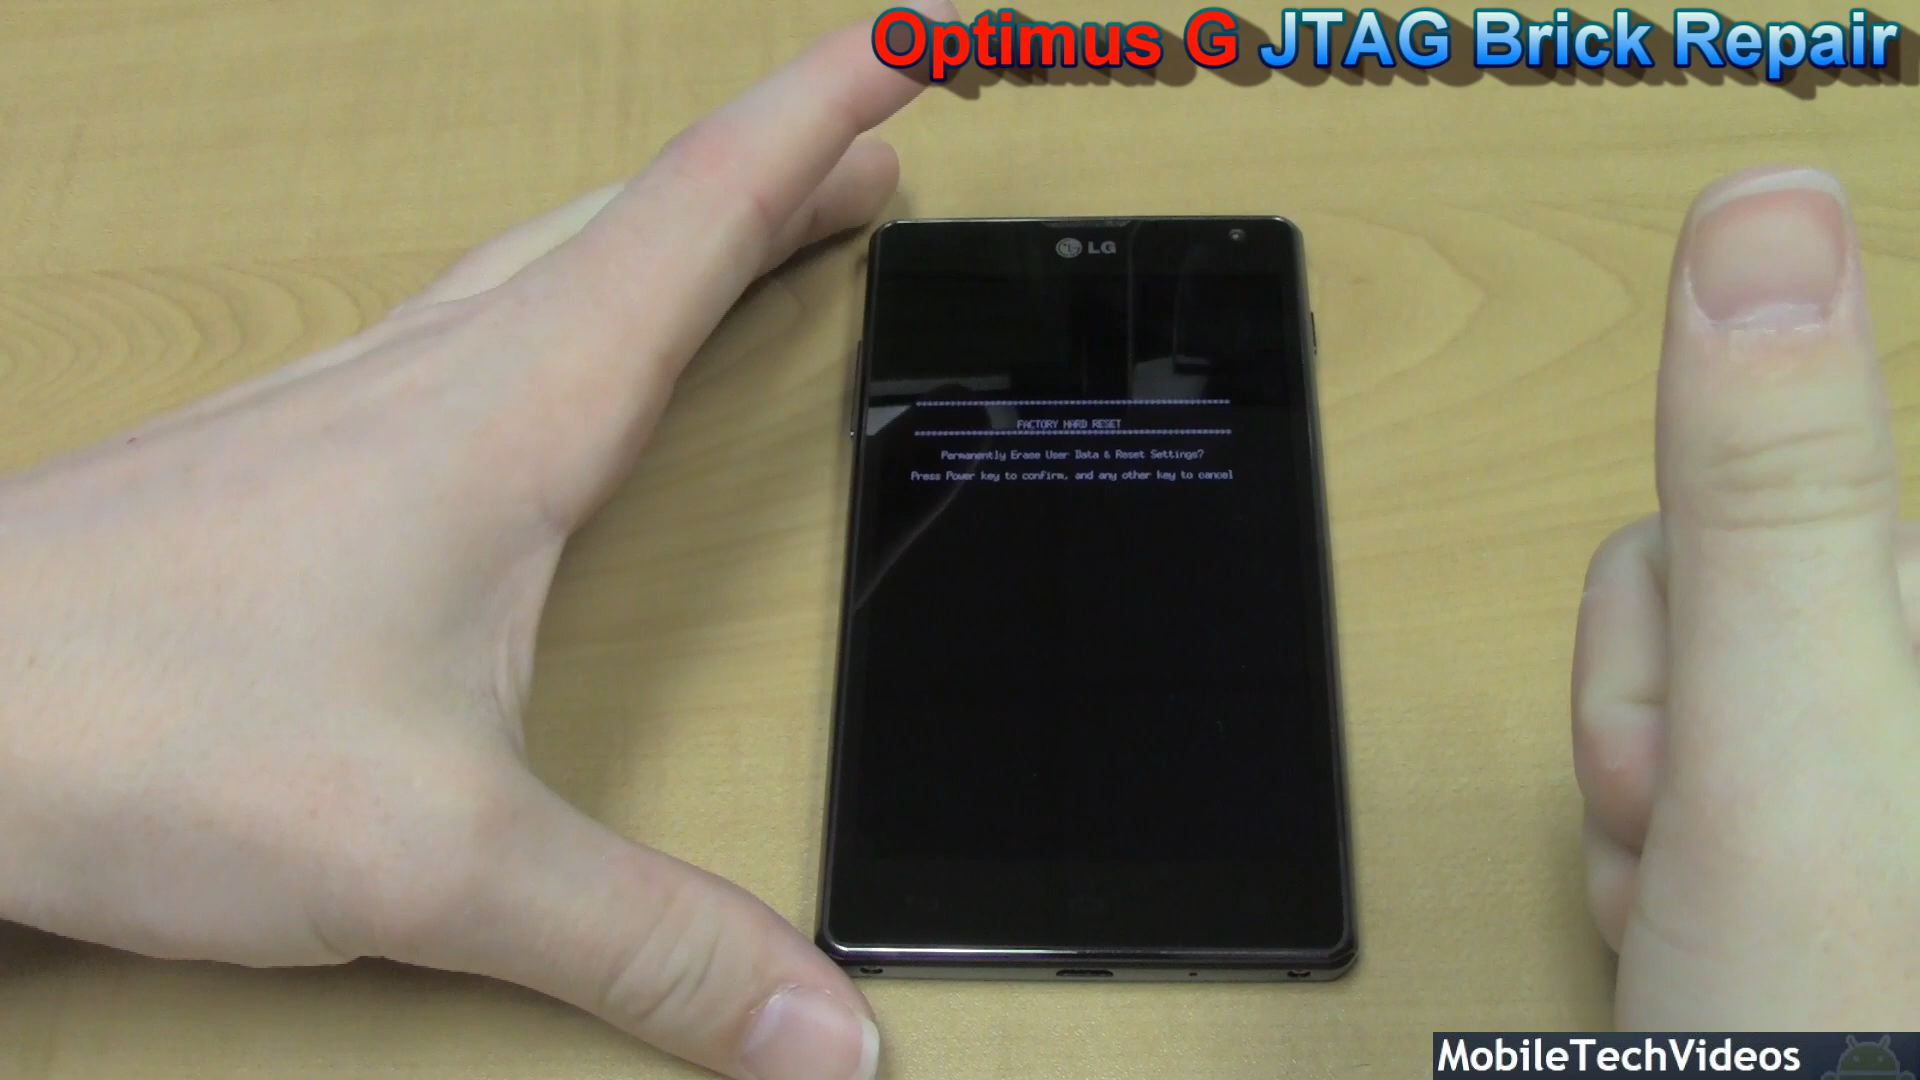 Optimus G JTAG Brick Repair
LG
FACTORY HARD RESET
Permanently Erase User Data & Reset Settings?
Press Power key to confirm, and any other key to cancel
MobileTechVideos